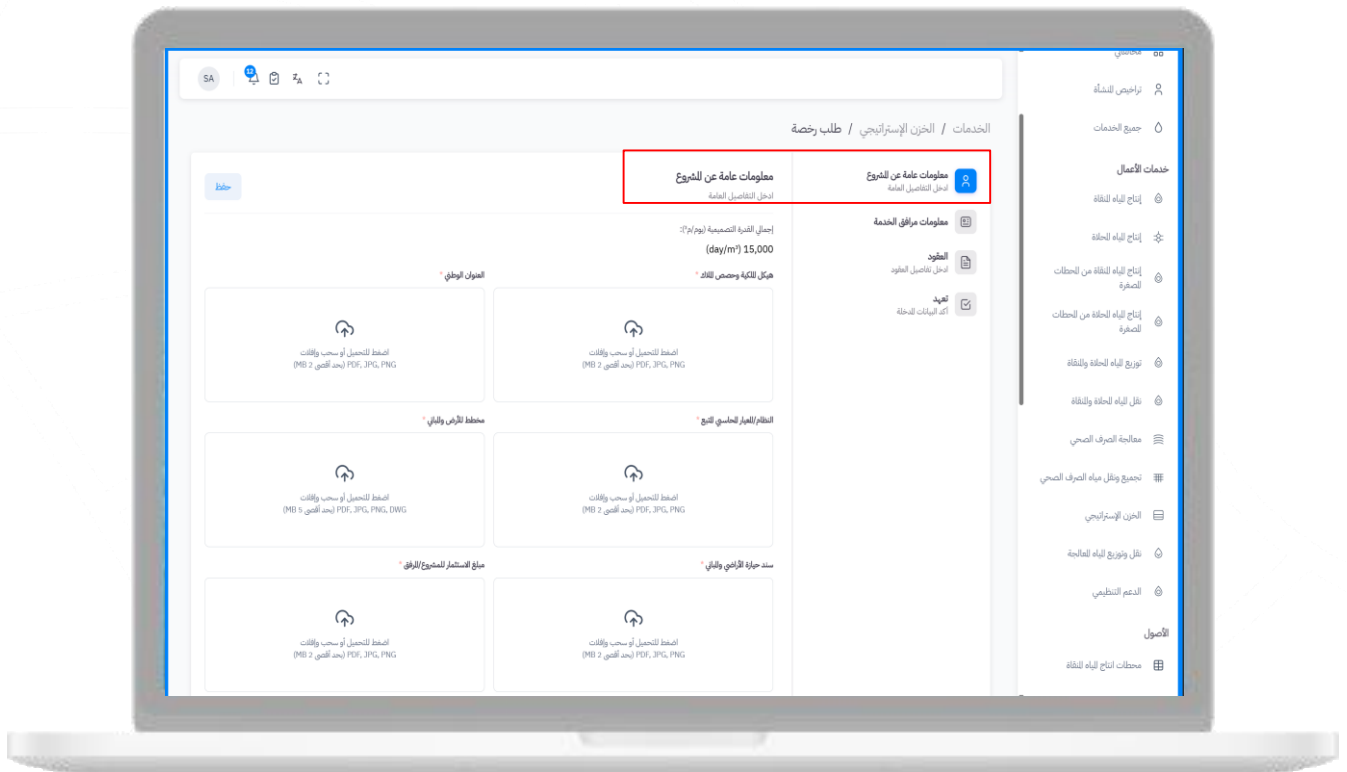 محافظي
تراخيص المنشأة
جميع الخدمات
خدمات الأعمال
إنتاج المياه المنقاة
إنتاج المياه المحلاة
إنتاج المياه المنقاة من المحطات
المصغرة
إنتاج المياه المحلاة من المحطات
المصغرة
توزيع المياه المحلاة والمنقاة
نقل المياه المحلاة والمنقاة
معالجة الصرف الصحي
تجميع ونقل مياه الصرف الصحي
الخزن الإستراتيجي
نقل وتوزيع المياه المعالجة
الدعم التنظيمي
الأصول
محطات انتاج المياه المنقاة
12
SA
الخدمات / الخزن الإستراتيجي / طلب رخصة
معلومات عامة عن المشروع
ادخل التفاصيل العامة
معلومات مرافق الخدمة
العقود
ادخل تفاصيل العقود
تعهد
أكد البيانات المدخلة
معلومات عامة عن المشروع
ادخل التفاصيل العامة
حفظ
إجمالي القدرة التصميمية (يوم/م³):
15,000 (day/m³)
هيكل الملكية وحصص الملاك *
اضغط للتحميل أو سحب وإفلات
PDF, JPG, PNG (بحد أقصى 2 MB)
العنوان الوطني *
اضغط للتحميل أو سحب وإفلات
PDF, JPG, PNG (بحد أقصى 2 MB)
النظام/المعيار المحاسبي المتبع *
اضغط للتحميل أو سحب وإفلات
PDF, JPG, PNG (بحد أقصى 2 MB)
مخطط للأرض والمباني *
اضغط للتحميل أو سحب وإفلات
PDF, JPG, PNG, DWG (بحد أقصى 5 MB)
سند حيازة الأراضي والمباني *
اضغط للتحميل أو سحب وإفلات
PDF, JPG, PNG (بحد أقصى 2 MB)
مبلغ الاستثمار للمشروع/المرفق *
اضغط للتحميل أو سحب وإفلات
PDF, JPG, PNG (بحد أقصى 2 MB)